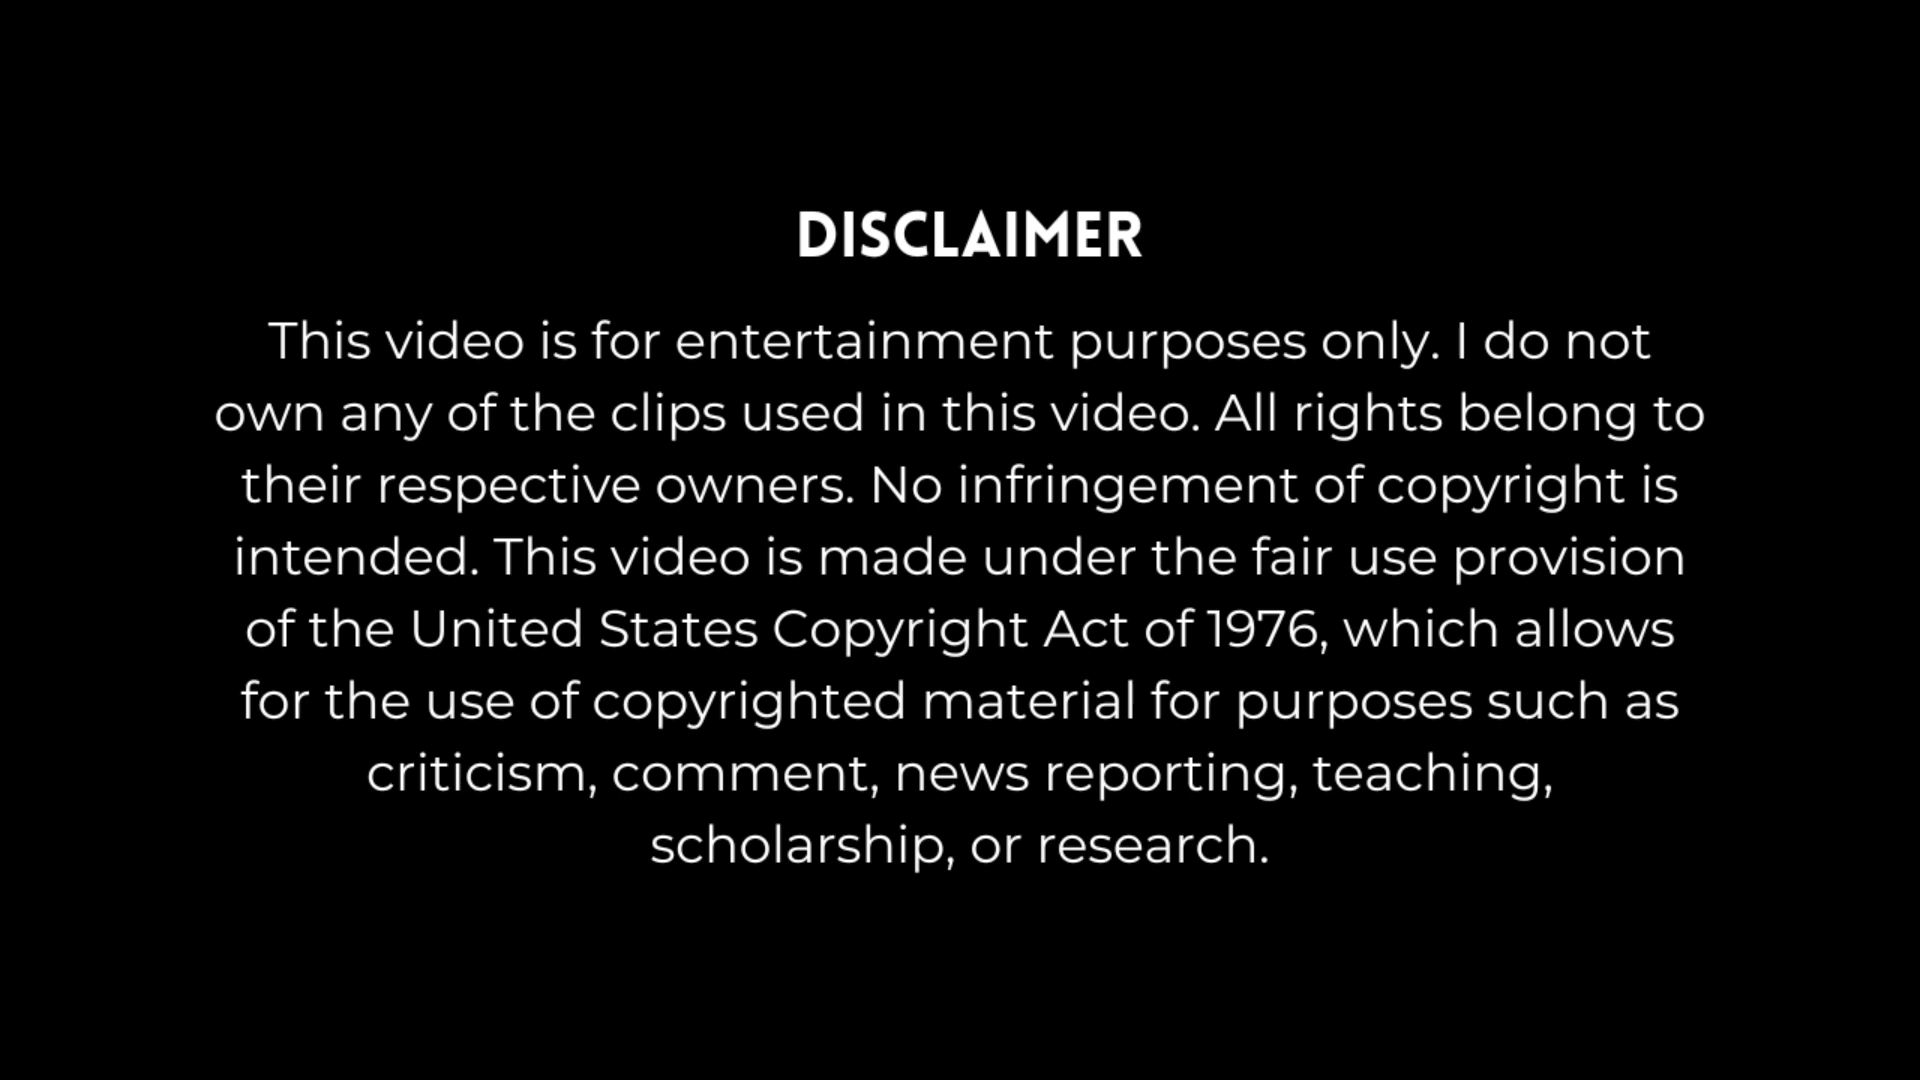 DISCLAIMER
This video is for entertainment purposes only. I do not
own any of the clips used in this video. All rights belong to
their respective owners. No infringement of copyright is
intended. This video is made under the fair use provision
of the United States Copyright Act of 1976, which allows
for the use of copyrighted material for purposes such as
criticism, comment, news reporting, teaching,
scholarship, or research.